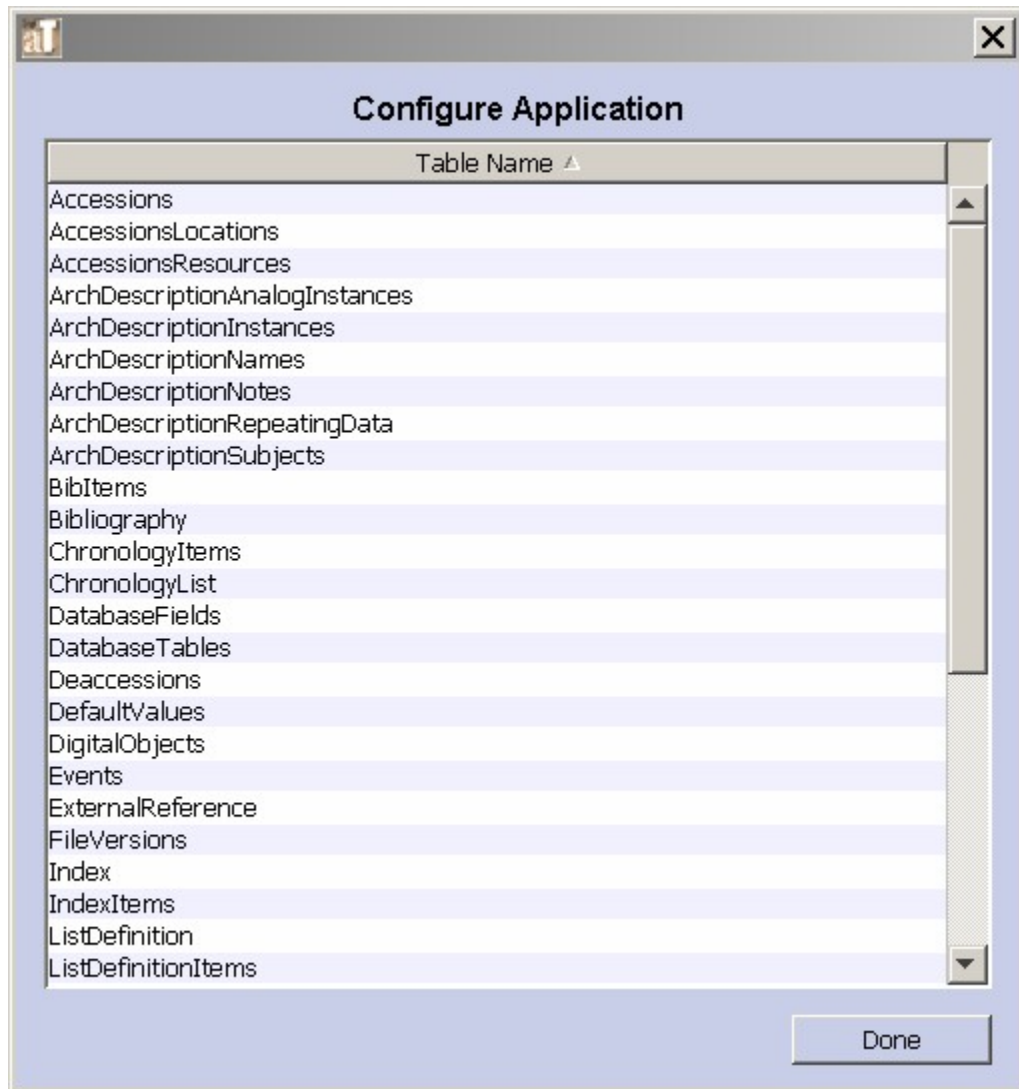 aT
Configure Application
Table Name
Accessions
AccessionsLocations
AccessionsResources
ArchDescriptionAnalogInstances
ArchDescriptionInstances
ArchDescriptionNames
ArchDescriptionNotes
ArchDescriptionRepeatingData
ArchDescriptionSubjects
BibItems
Bibliography
ChronologyItems
ChronologyList
DatabaseFields
DatabaseTables
Deaccessions
DefaultValues
DigitalObjects
Events
ExternalReference
FileVersions
Index
IndexItems
ListDefinition
ListDefinitionItems
Done